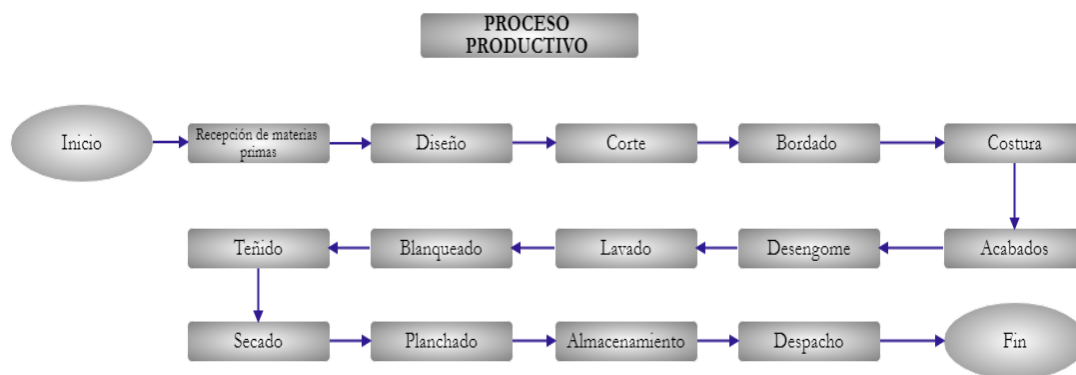 PROCESO
PRODUCTIVO
Inicio
Recepción de materias
primas
Diseño
Corte
Bordado
Costura
Acabados
Desengome
Lavado
Blanqueado
Teñido
Secado
Planchado
Almacenamiento
Despacho
Fin